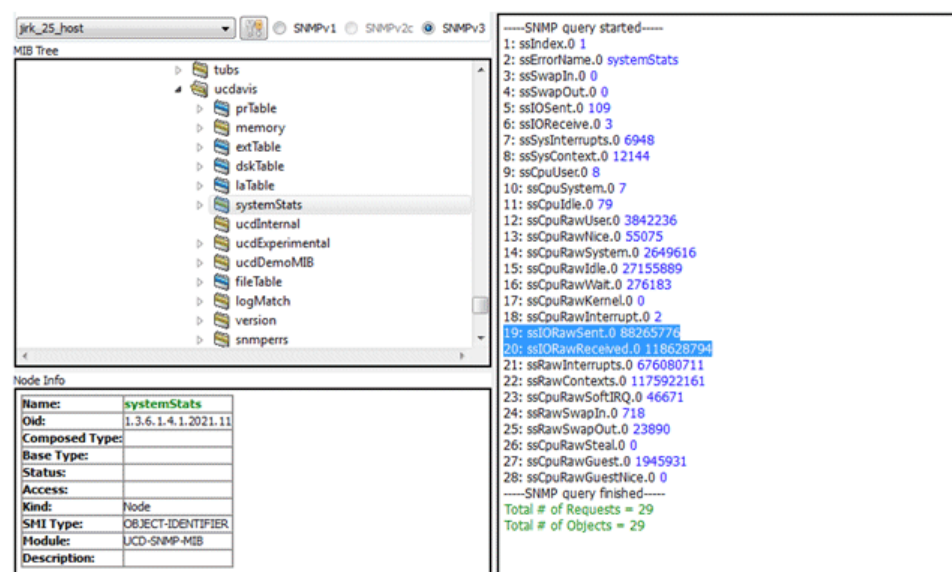 jirk_25_host
SNMPv1
SNMPv2c
SNMPv3
MIB Tree
tubs
ucdavis
prTable
memory
extTable
dskTable
laTable
systemStats
ucdInternal
ucdExperimental
ucdDemoMIB
fileTable
logMatch
version
snmperrs
Node Info
Name: systemStats
Oid: 1.3.6.1.4.1.2021.11
Composed Type:
Base Type:
Status:
Access:
Kind: Node
SMI Type: OBJECT-IDENTIFIER
Module: UCD-SNMP-MIB
Description:
-----SNMP query started-----
1: ssIndex.0 1
2: ssErrorName.0 systemStats
3: ssSwapIn.0 0
4: ssSwapOut.0 0
5: ssIOSent.0 109
6: ssIOReceive.0 3
7: ssSysInterrupts.0 6948
8: ssSysContext.0 12144
9: ssCpuUser.0 8
10: ssCpuSystem.0 7
11: ssCpuIdle.0 79
12: ssCpuRawUser.0 3842236
13: ssCpuRawNice.0 55075
14: ssCpuRawSystem.0 2649616
15: ssCpuRawIdle.0 27155889
16: ssCpuRawWait.0 276183
17: ssCpuRawKernel.0 0
18: ssCpuRawInterrupt.0 2
19: ssIORawSent.0 88265776
20: ssIORawReceived.0 118628794
21: ssRawInterrupts.0 676080711
22: ssRawContexts.0 1175922161
23: ssCpuRawSoftIRQ.0 46671
24: ssRawSwapIn.0 718
25: ssRawSwapOut.0 23890
26: ssCpuRawSteal.0 0
27: ssCpuRawGuest.0 1945931
28: ssCpuRawGuestNice.0 0
-----SNMP query finished-----
Total # of Requests = 29
Total # of Objects = 29